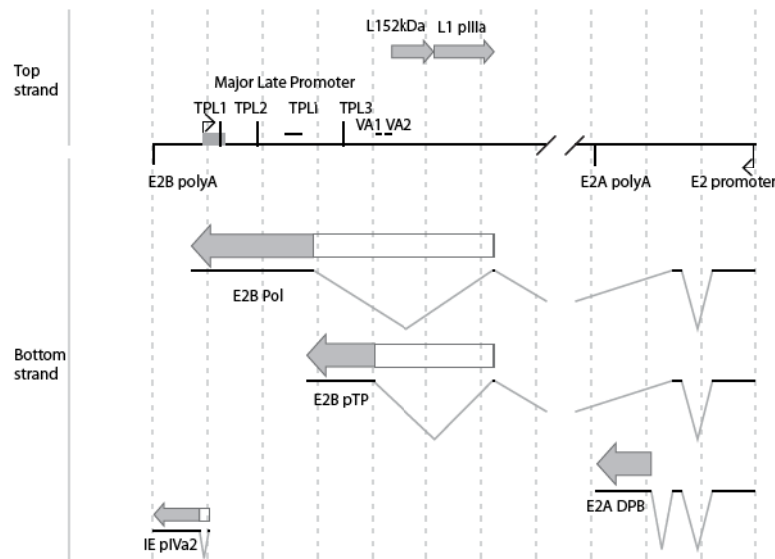 L152kDa L1 pIIIa
Top
strand
Major Late Promoter
TPL1 TPL2 TPLi TPL3
VA1 VA2
E2B polyA E2A polyA E2 promoter
E2B Pol
Bottom
strand
E2B pTP
E2A DPB
IE pIVa2